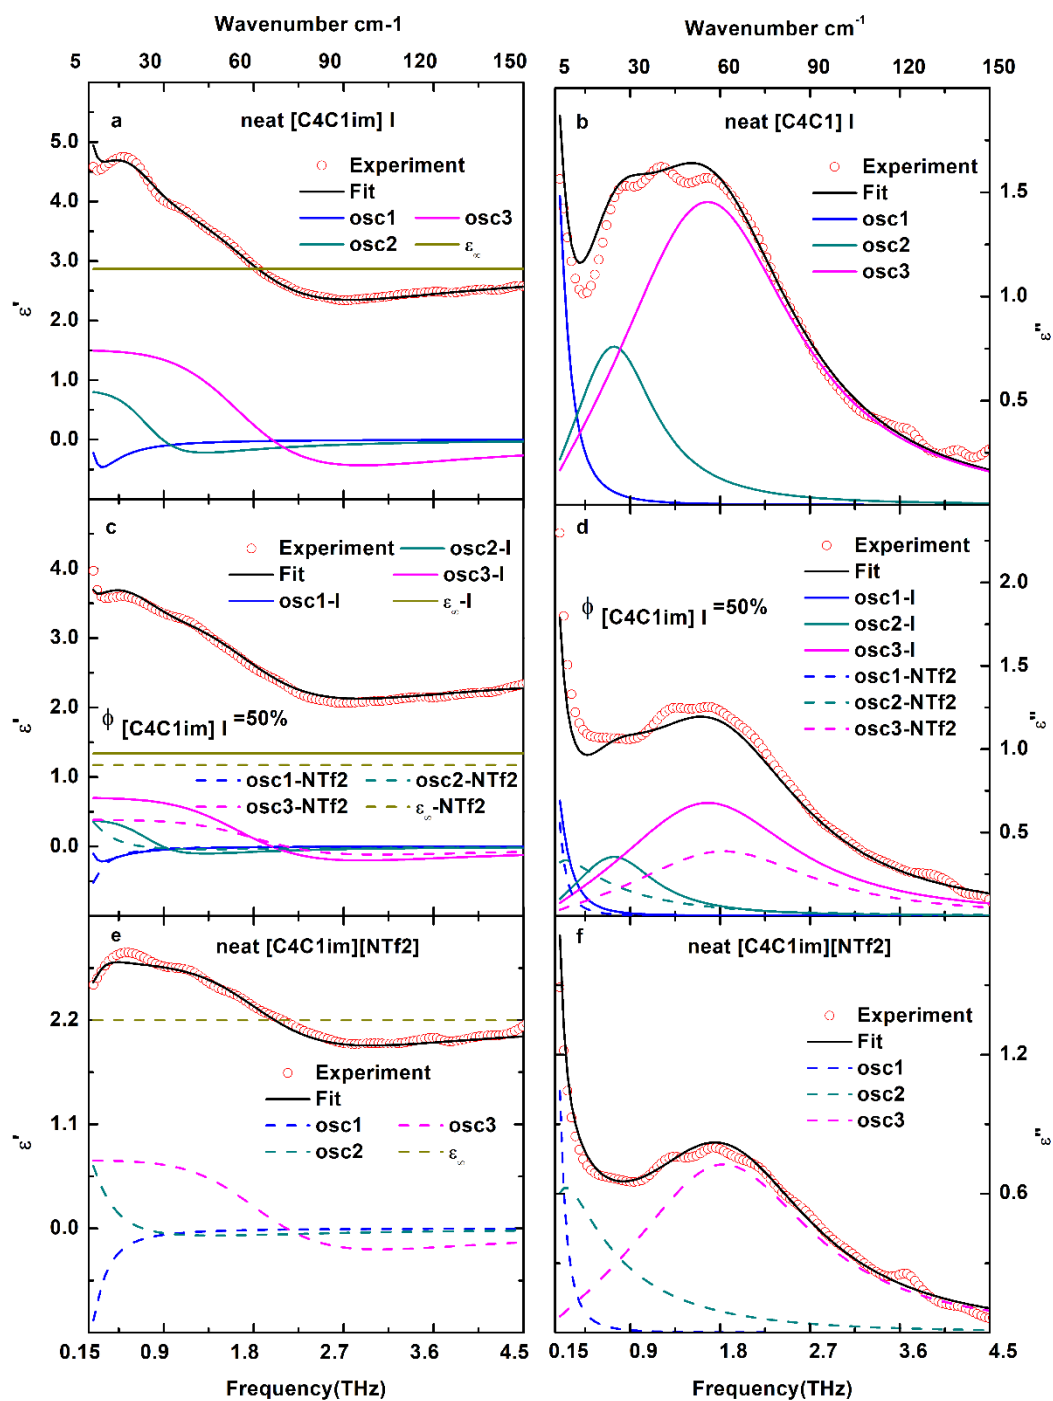 Wavenumber cm-1
5 30 60 90 120 150
a
neat [C4C1im] I
Experiment
Fit
osc1 osc3
osc2 ε∞
5.0
4.0
3.0
2.0
1.0
0.0
ε'
Wavenumber cm-1
5 30 60 90 120 150
b
neat [C4C1] I
Experiment
Fit
osc1
osc2
osc3
1.5
1.0
0.5
ε"
c
Experiment osc2-I
Fit osc3-I
osc1-I ε∞-I
ϕ [C4C1im] I =50%
osc1-NTf2 osc2-NTf2
osc3-NTf2 ε∞-NTf2
4.0
3.0
2.0
1.0
0.0
ε'
d
Experiment
Fit
osc1-I
osc2-I
osc3-I
osc1-NTf2
osc2-NTf2
osc3-NTf2
ϕ [C4C1im] I =50%
2.0
1.5
1.0
0.5
ε"
e
neat [C4C1im][NTf2]
Experiment
Fit
osc1 osc3
osc2 ε∞
2.2
1.1
0.0
ε'
0.15 0.9 1.8 2.7 3.6 4.5
Frequency(THz)
f
neat [C4C1im][NTf2]
Experiment
Fit
osc1
osc2
osc3
1.2
0.6
ε"
0.15 0.9 1.8 2.7 3.6 4.5
Frequency(THz)